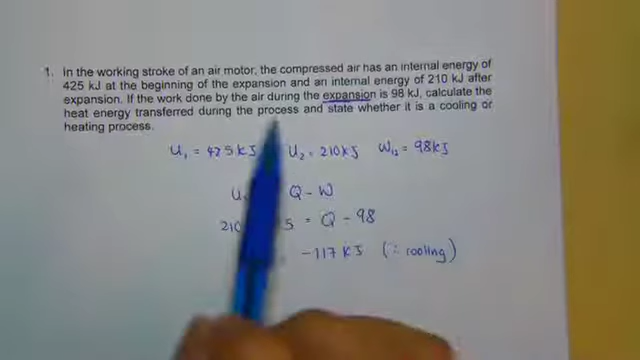 1. In the working stroke of an air motor, the compressed air has an internal energy of
425 kJ at the beginning of the expansion and an internal energy of 210 kJ after
expansion. If the work done by the air during the expansion is 98 kJ, calculate the
heat energy transferred during the process and state whether it is a cooling or
heating process.
U₁ = 425 kJ U₂ = 210 kJ W₁₂ = 98 kJ
Q - W
210 = Q - 98
-117 kJ (∴ cooling)